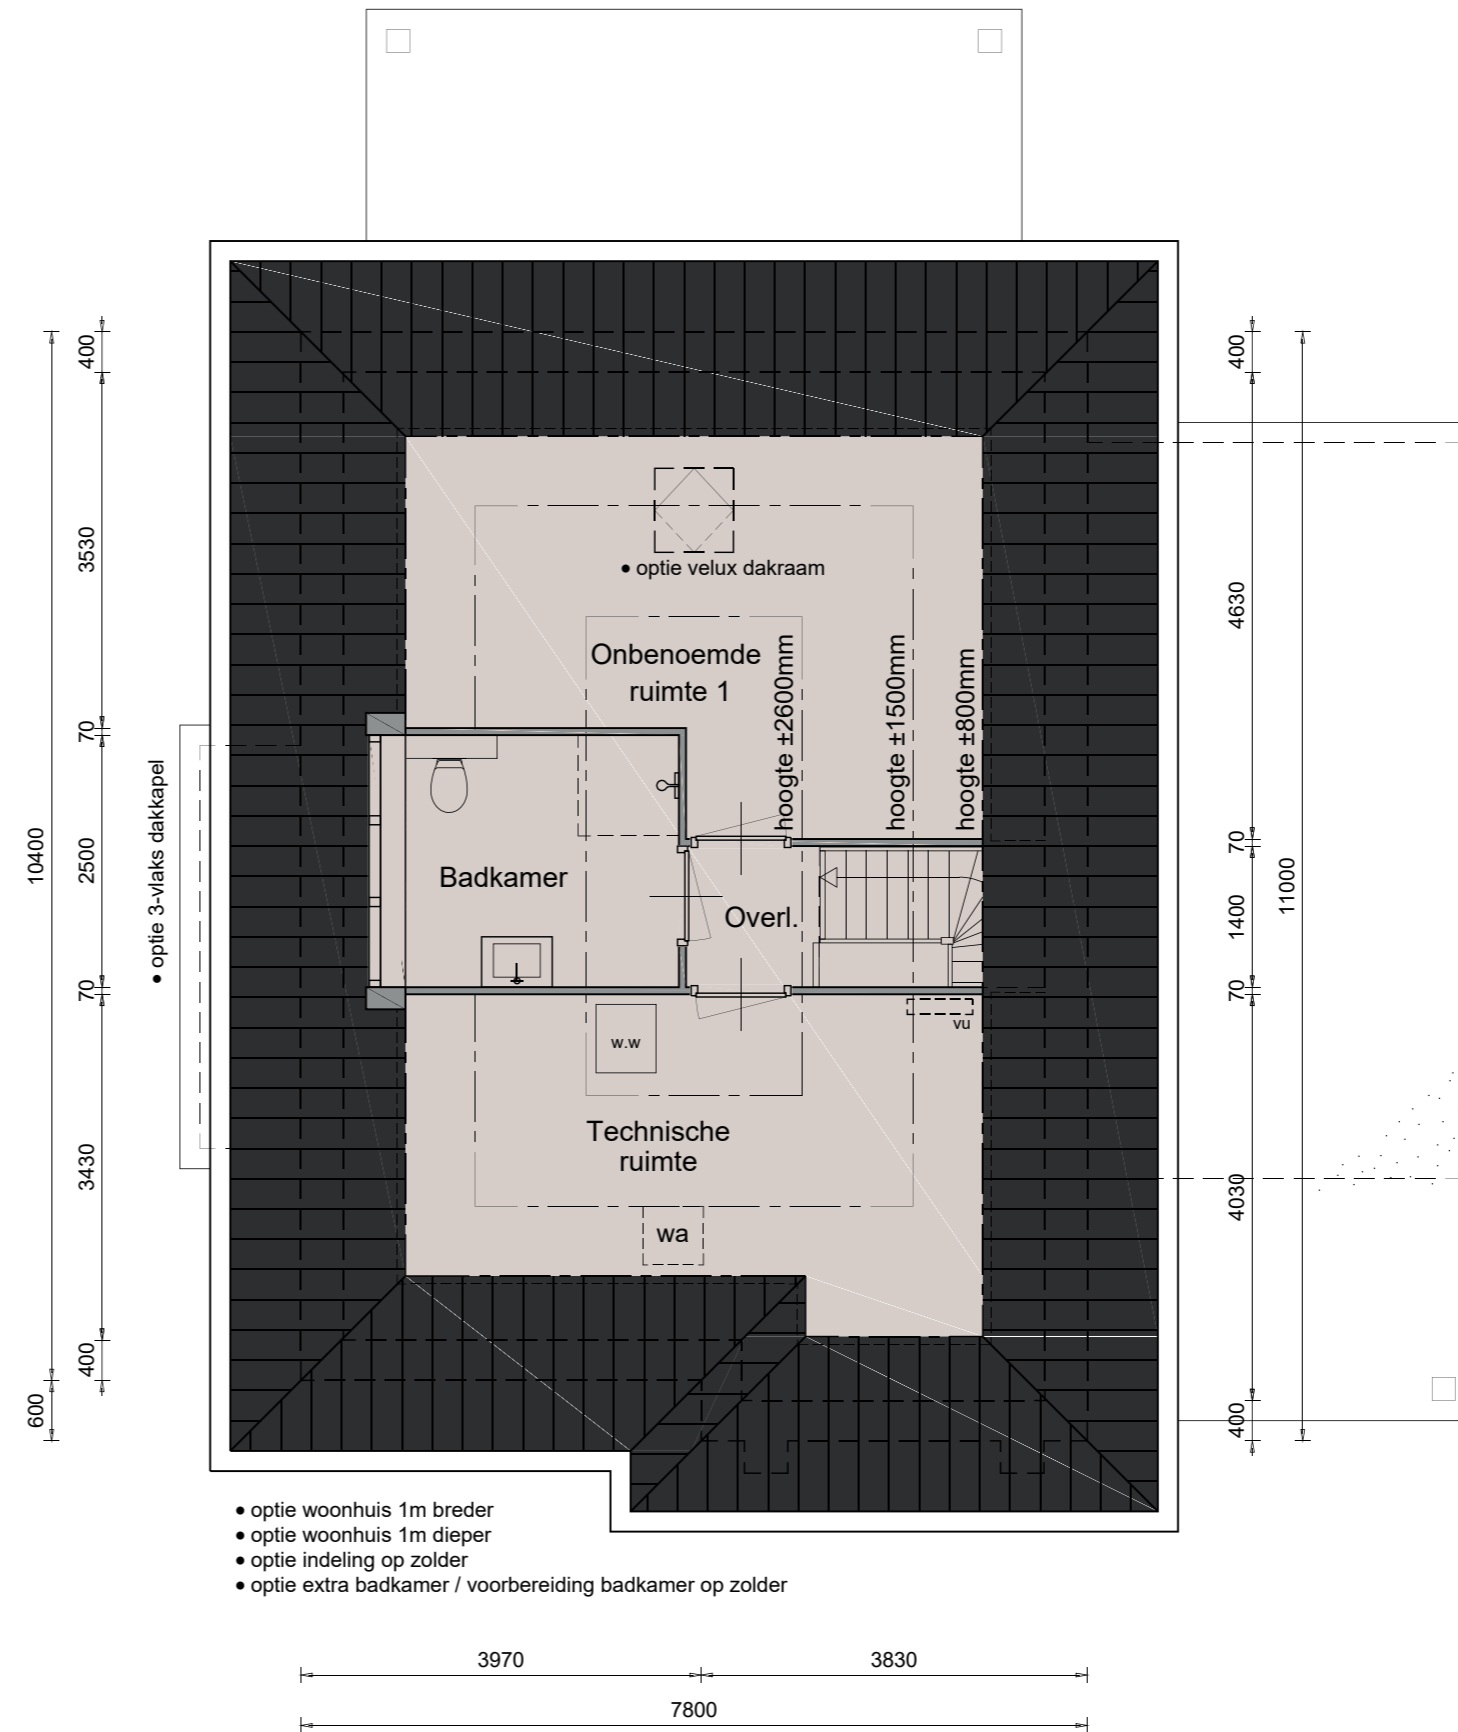 400
400
3530
4630
• optie velux dakraam
Onbenoemde
ruimte 1
hoogte ±2600mm
hoogte ±1500mm
hoogte ±800mm
70
70
• optie 3-vlaks dakkapel
10400
2500
Badkamer
Overl.
1400
11000
70
70
vu
w.w
Technische
ruimte
3430
4030
wa
400
600
400
• optie woonhuis 1m breder
• optie woonhuis 1m dieper
• optie indeling op zolder
• optie extra badkamer / voorbereiding badkamer op zolder
3970
3830
7800